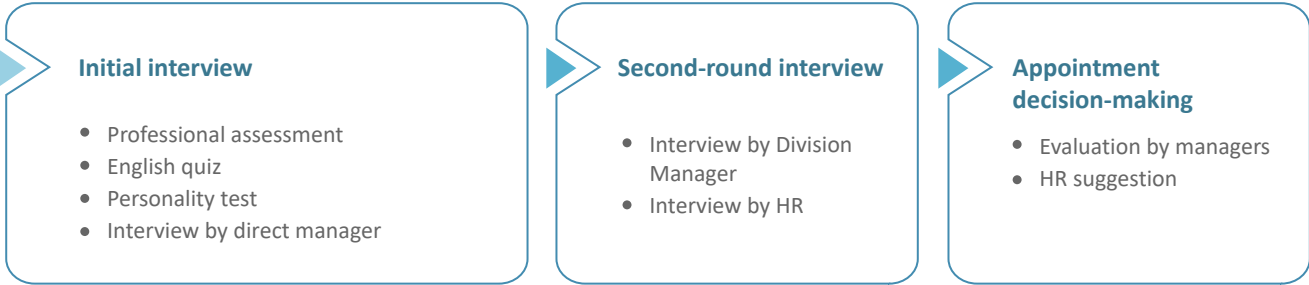 Initial interview
Professional assessment
English quiz
Personality test
Interview by direct manager
Second-round interview
Interview by Division
Manager
Interview by HR
Appointment
decision-making
Evaluation by managers
HR suggestion